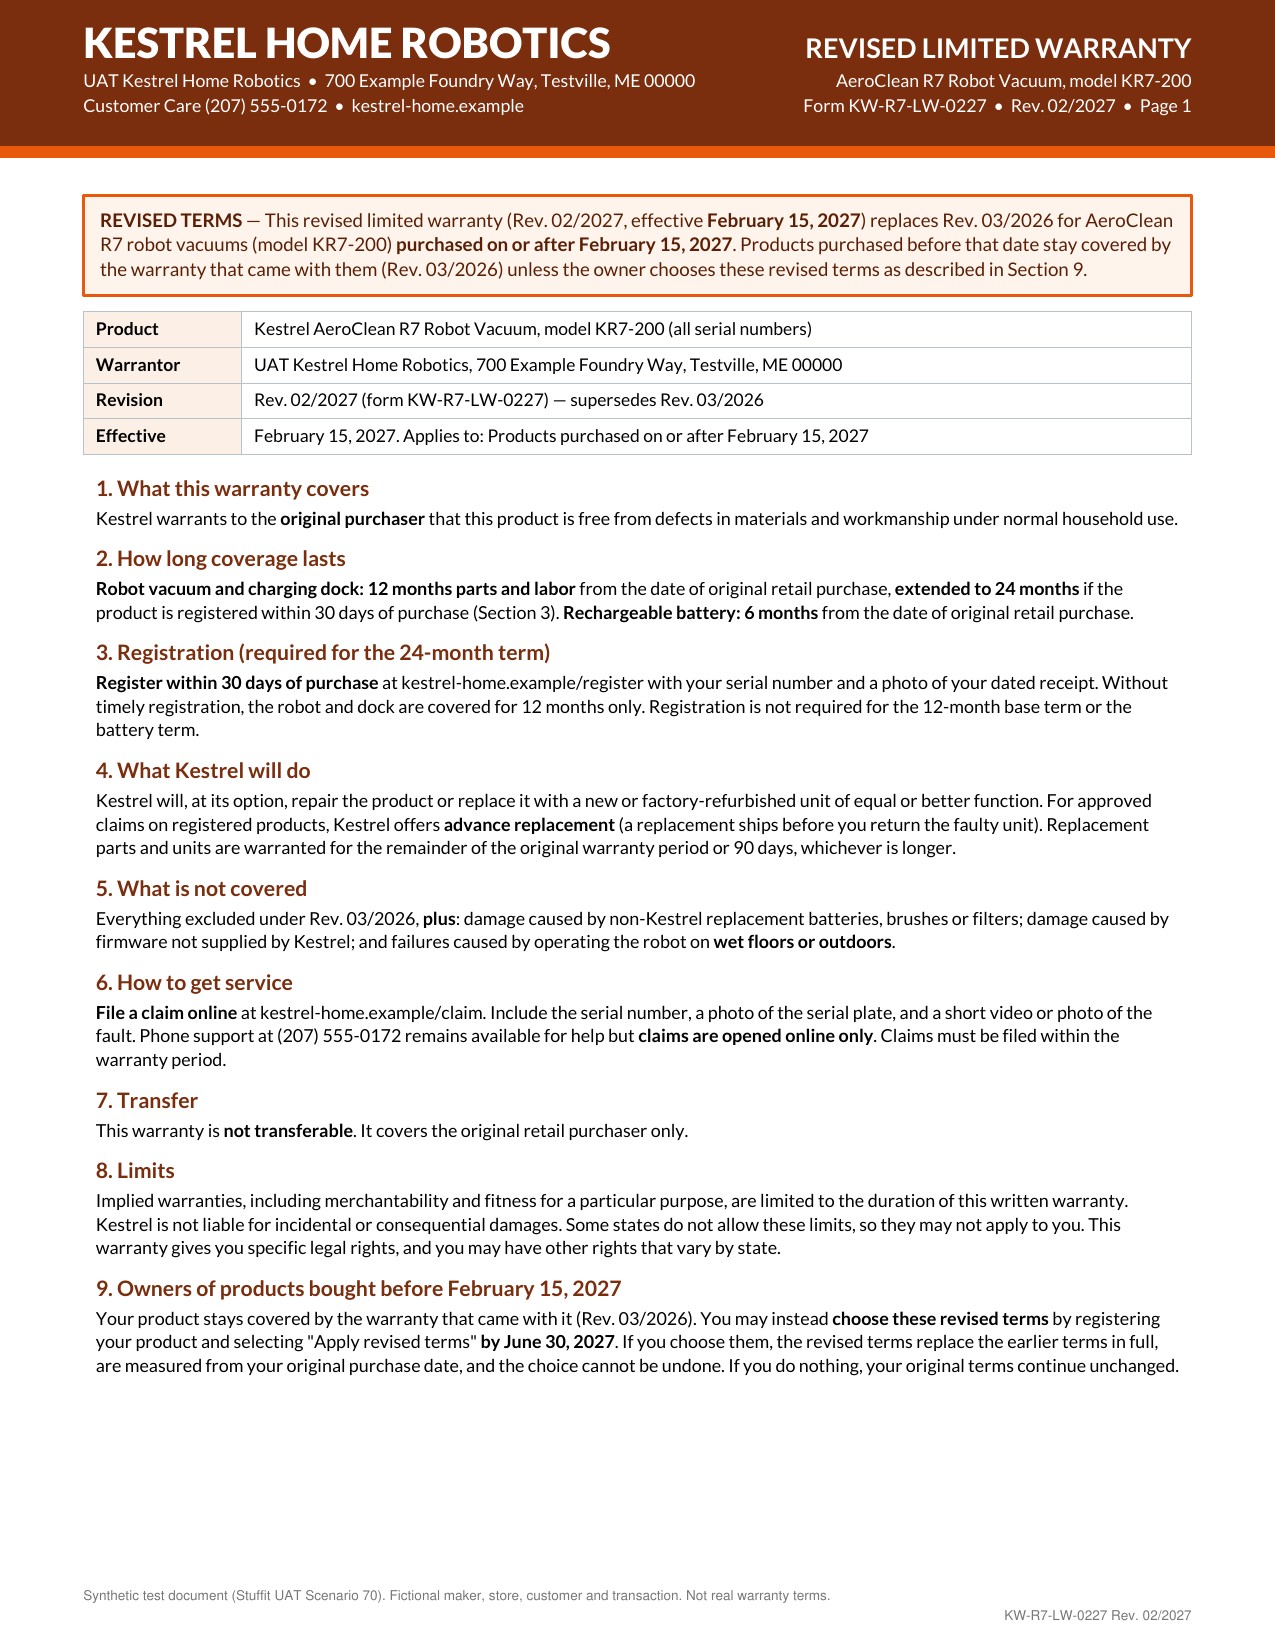 KESTREL HOME ROBOTICS
UAT Kestrel Home Robotics • 700 Example Foundry Way, Testville, ME 00000
Customer Care (207) 555-0172 • kestrel-home.example
REVISED LIMITED WARRANTY
AeroClean R7 Robot Vacuum, model KR7-200
Form KW-R7-LW-0227 • Rev. 02/2027 • Page 1
REVISED TERMS — This revised limited warranty (Rev. 02/2027, effective February 15, 2027) replaces Rev. 03/2026 for AeroClean
R7 robot vacuums (model KR7-200) purchased on or after February 15, 2027. Products purchased before that date stay covered by
the warranty that came with them (Rev. 03/2026) unless the owner chooses these revised terms as described in Section 9.
Product Kestrel AeroClean R7 Robot Vacuum, model KR7-200 (all serial numbers)
Warrantor UAT Kestrel Home Robotics, 700 Example Foundry Way, Testville, ME 00000
Revision Rev. 02/2027 (form KW-R7-LW-0227) — supersedes Rev. 03/2026
Effective February 15, 2027. Applies to: Products purchased on or after February 15, 2027
1. What this warranty covers
Kestrel warrants to the original purchaser that this product is free from defects in materials and workmanship under normal household use.
2. How long coverage lasts
Robot vacuum and charging dock: 12 months parts and labor from the date of original retail purchase, extended to 24 months if the
product is registered within 30 days of purchase (Section 3). Rechargeable battery: 6 months from the date of original retail purchase.
3. Registration (required for the 24-month term)
Register within 30 days of purchase at kestrel-home.example/register with your serial number and a photo of your dated receipt. Without
timely registration, the robot and dock are covered for 12 months only. Registration is not required for the 12-month base term or the
battery term.
4. What Kestrel will do
Kestrel will, at its option, repair the product or replace it with a new or factory-refurbished unit of equal or better function. For approved
claims on registered products, Kestrel offers advance replacement (a replacement ships before you return the faulty unit). Replacement
parts and units are warranted for the remainder of the original warranty period or 90 days, whichever is longer.
5. What is not covered
Everything excluded under Rev. 03/2026, plus: damage caused by non-Kestrel replacement batteries, brushes or filters; damage caused by
firmware not supplied by Kestrel; and failures caused by operating the robot on wet floors or outdoors.
6. How to get service
File a claim online at kestrel-home.example/claim. Include the serial number, a photo of the serial plate, and a short video or photo of the
fault. Phone support at (207) 555-0172 remains available for help but claims are opened online only. Claims must be filed within the
warranty period.
7. Transfer
This warranty is not transferable. It covers the original retail purchaser only.
8. Limits
Implied warranties, including merchantability and fitness for a particular purpose, are limited to the duration of this written warranty.
Kestrel is not liable for incidental or consequential damages. Some states do not allow these limits, so they may not apply to you. This
warranty gives you specific legal rights, and you may have other rights that vary by state.
9. Owners of products bought before February 15, 2027
Your product stays covered by the warranty that came with it (Rev. 03/2026). You may instead choose these revised terms by registering
your product and selecting "Apply revised terms" by June 30, 2027. If you choose them, the revised terms replace the earlier terms in full,
are measured from your original purchase date, and the choice cannot be undone. If you do nothing, your original terms continue unchanged.
Synthetic test document (Stuffit UAT Scenario 70). Fictional maker, store, customer and transaction. Not real warranty terms.
KW-R7-LW-0227 Rev. 02/2027